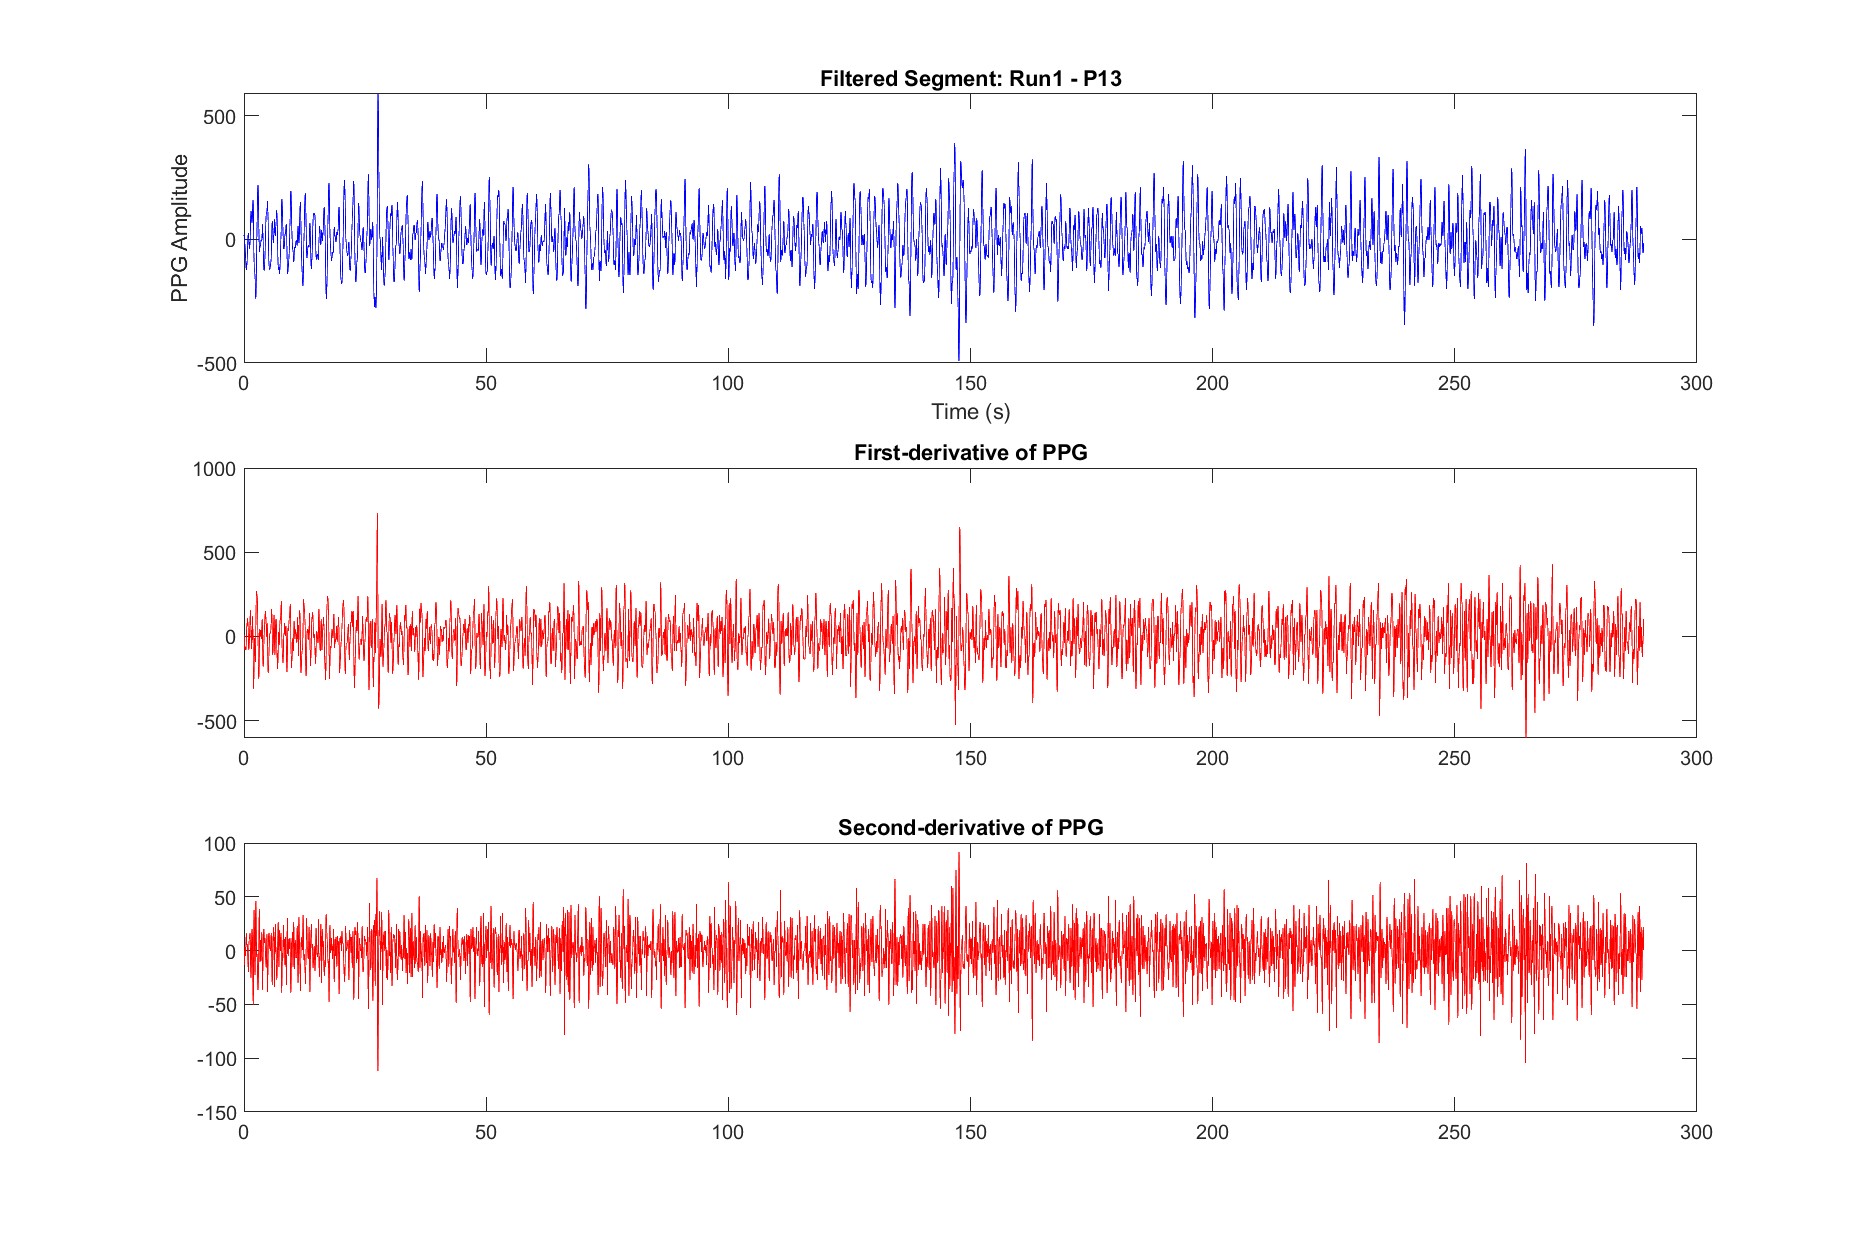 Filtered Segment: Run1 - P13
PPG Amplitude
500
0
-500
0 50 100 150 200 250 300
Time (s)
First-derivative of PPG
1000
500
0
-500
0 50 100 150 200 250 300
Second-derivative of PPG
100
50
0
-50
-100
-150
0 50 100 150 200 250 300